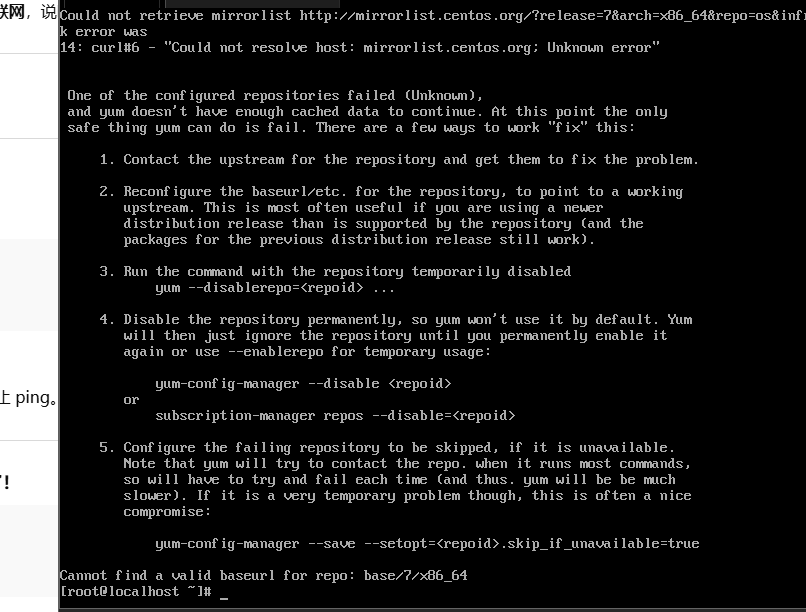 联网，说
上 ping。
！
Could not retrieve mirrorlist http://mirrorlist.centos.org/?release=7&arch=x86_64&repo=os&infr
k error was
14: curl#6 - "Could not resolve host: mirrorlist.centos.org; Unknown error"
One of the configured repositories failed (Unknown),
and yum doesn't have enough cached data to continue. At this point the only
safe thing yum can do is fail. There are a few ways to work "fix" this:
1. Contact the upstream for the repository and get them to fix the problem.
2. Reconfigure the baseurl/etc. for the repository, to point to a working
upstream. This is most often useful if you are using a newer
distribution release than is supported by the repository (and the
packages for the previous distribution release still work).
3. Run the command with the repository temporarily disabled
yum --disablerepo=<repoid> ...
4. Disable the repository permanently, so yum won't use it by default. Yum
will then just ignore the repository until you permanently enable it
again or use --enablerepo for temporary usage:
yum-config-manager --disable <repoid>
or
subscription-manager repos --disable=<repoid>
5. Configure the failing repository to be skipped, if it is unavailable.
Note that yum will try to contact the repo. when it runs most commands,
so will have to try and fail each time (and thus. yum will be be much
slower). If it is a very temporary problem though, this is often a nice
compromise:
yum-config-manager --save --setopt=<repoid>.skip_if_unavailable=true
Cannot find a valid baseurl for repo: base/7/x86_64
[root@localhost ~]# _